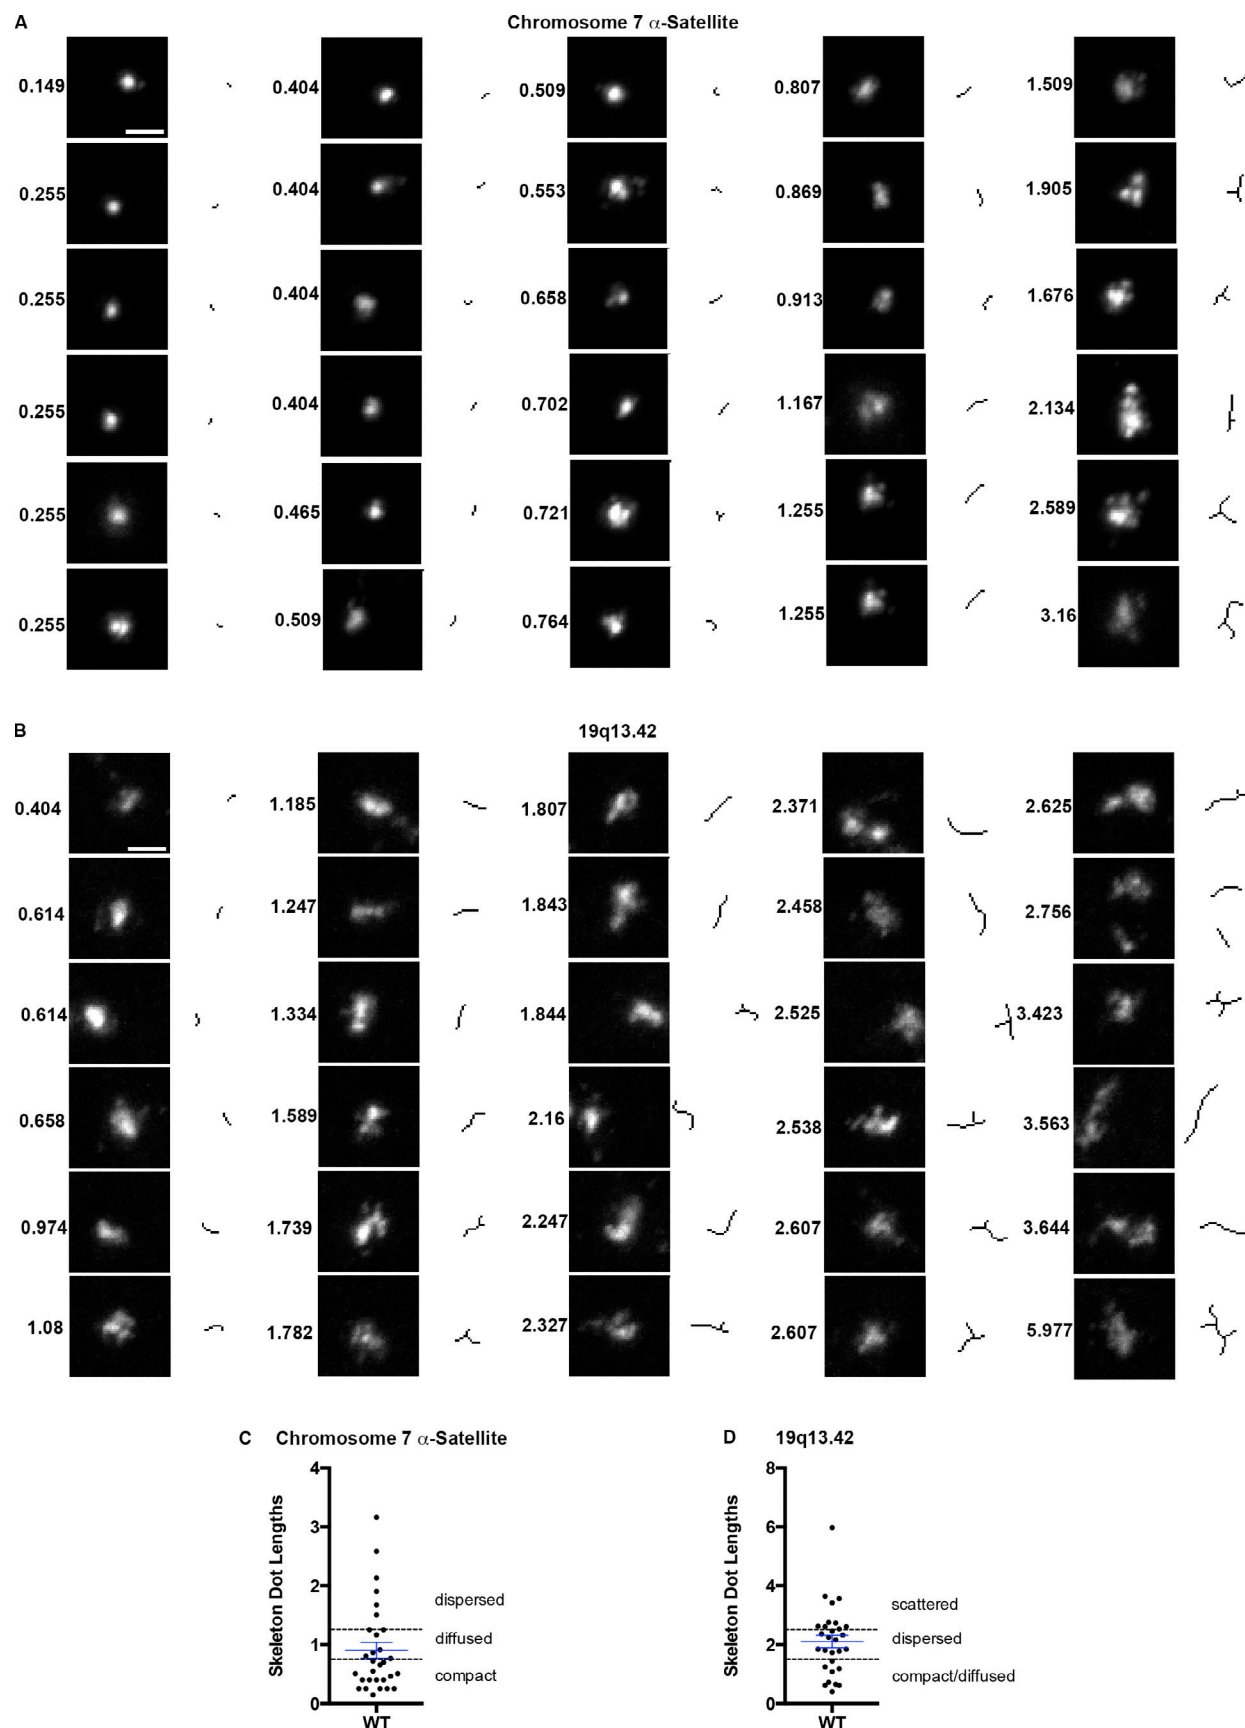 A Chromosome 7 α-Satellite
0.149 0.404 0.509 0.807 1.509
0.255 0.404 0.553 0.869 1.905
0.255 0.404 0.658 0.913 1.676
0.255 0.404 0.702 1.167 2.134
0.255 0.465 0.721 1.255 2.589
0.255 0.509 0.764 1.255 3.16
B 19q13.42
0.404 1.185 1.807 2.371 2.625
0.614 1.247 1.843 2.458 2.756
0.614 1.334 1.844 2.525 3.423
0.658 1.589 2.16 2.538 3.563
0.974 1.739 2.247 2.607 3.644
1.08 1.782 2.327 2.607 5.977
C Chromosome 7 α-Satellite
Skeleton Dot Lengths
4
3
2
1
0
dispersed
diffused
compact
WT
D 19q13.42
Skeleton Dot Lengths
8
6
4
2
0
scattered
dispersed
compact/diffused
WT